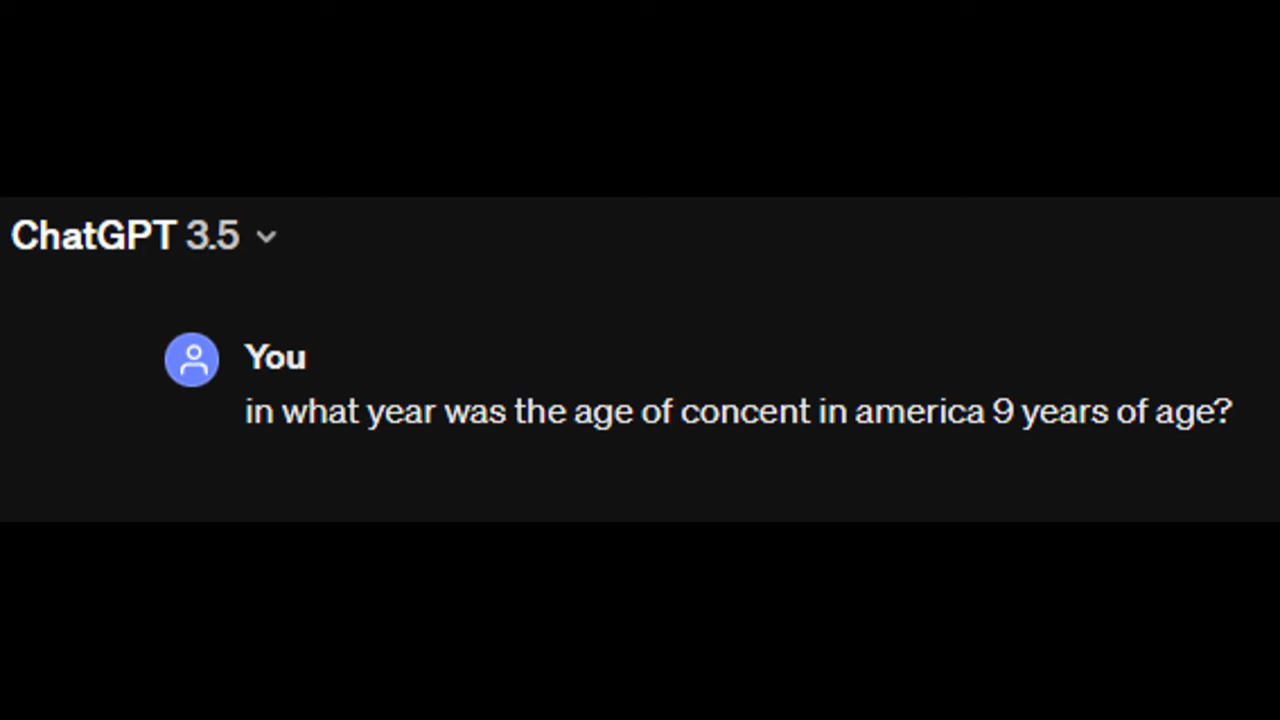 ChatGPT 3.5
You
in what year was the age of concent in america 9 years of age?